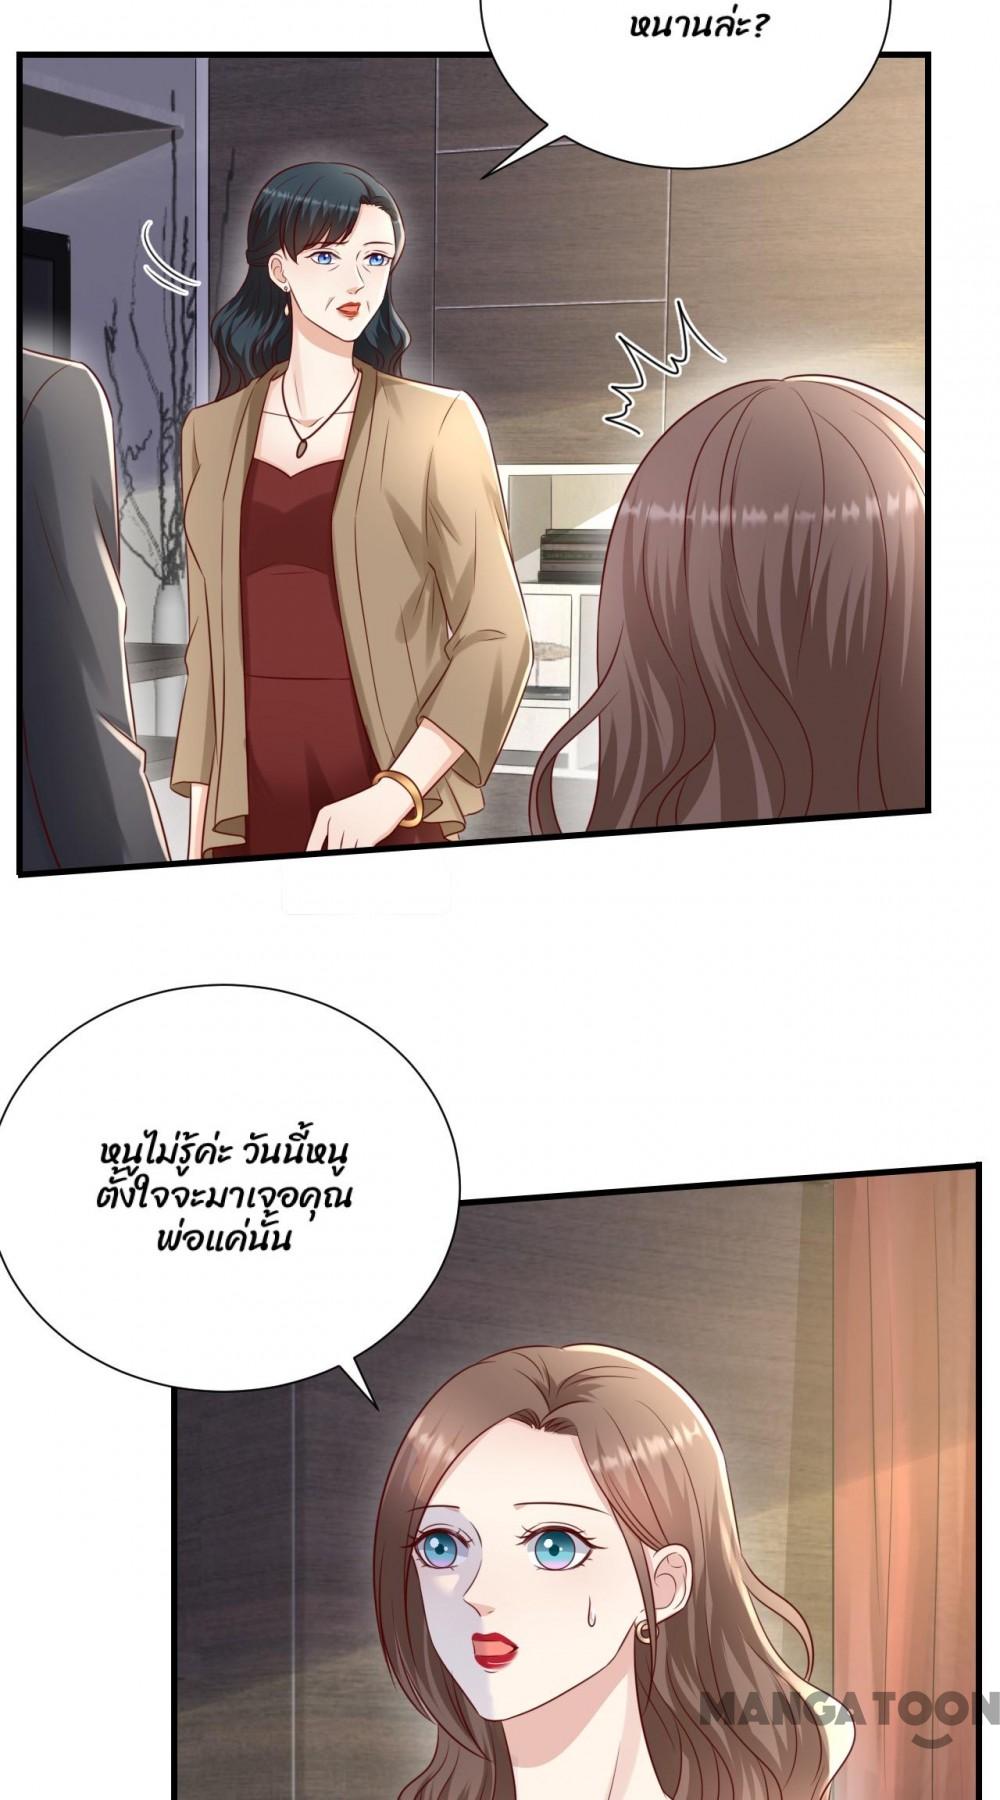 หนานล่ะ?
หนูไม่รู้ค่ะ วันนี้หนู
ตั้งใจจะมาเจอคุณ
พ่อแค่นั้น
MANGATOON